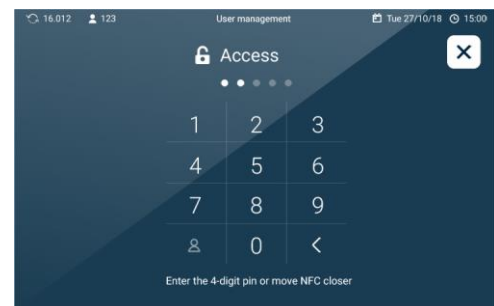 16.012 123 User management Tue 27/10/18 15:00
Access
1 2 3
4 5 6
7 8 9
0
Enter the 4-digit pin or move NFC closer